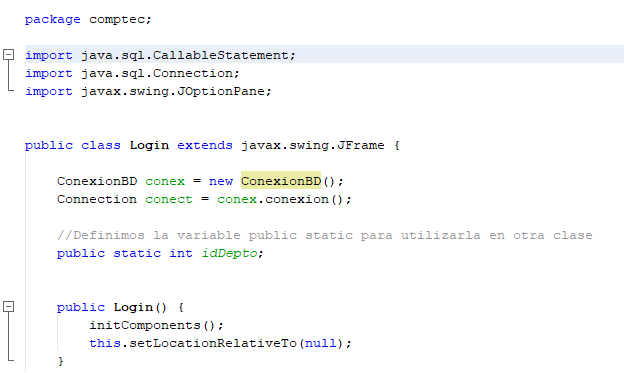 package comptec;
import java.sql.CallableStatement;
import java.sql.Connection;
import javax.swing.JOptionPane;
public class Login extends javax.swing.JFrame {
ConexionBD conex = new ConexionBD();
Connection conect = conex.conexion();
//Definimos la variable public static para utilizarla en otra clase
public static int idDepto;
public Login() {
initComponents();
this.setLocationRelativeTo(null);
}